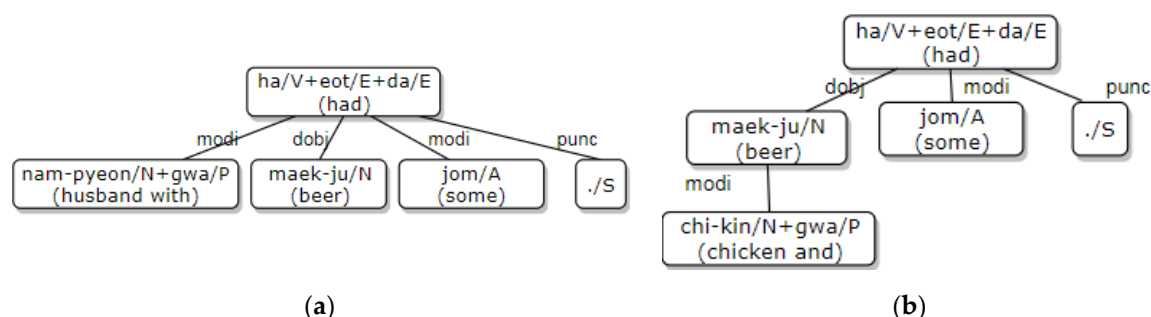 ha/V+eot/E+da/E
(had)
modi
dobj
modi
punc
nam-pyeon/N+gwa/P
(husband with)
maek-ju/N
(beer)
jom/A
(some)
./S
(a)
ha/V+eot/E+da/E
(had)
dobj
modi
punc
maek-ju/N
(beer)
jom/A
(some)
./S
modi
chi-kin/N+gwa/P
(chicken and)
(b)